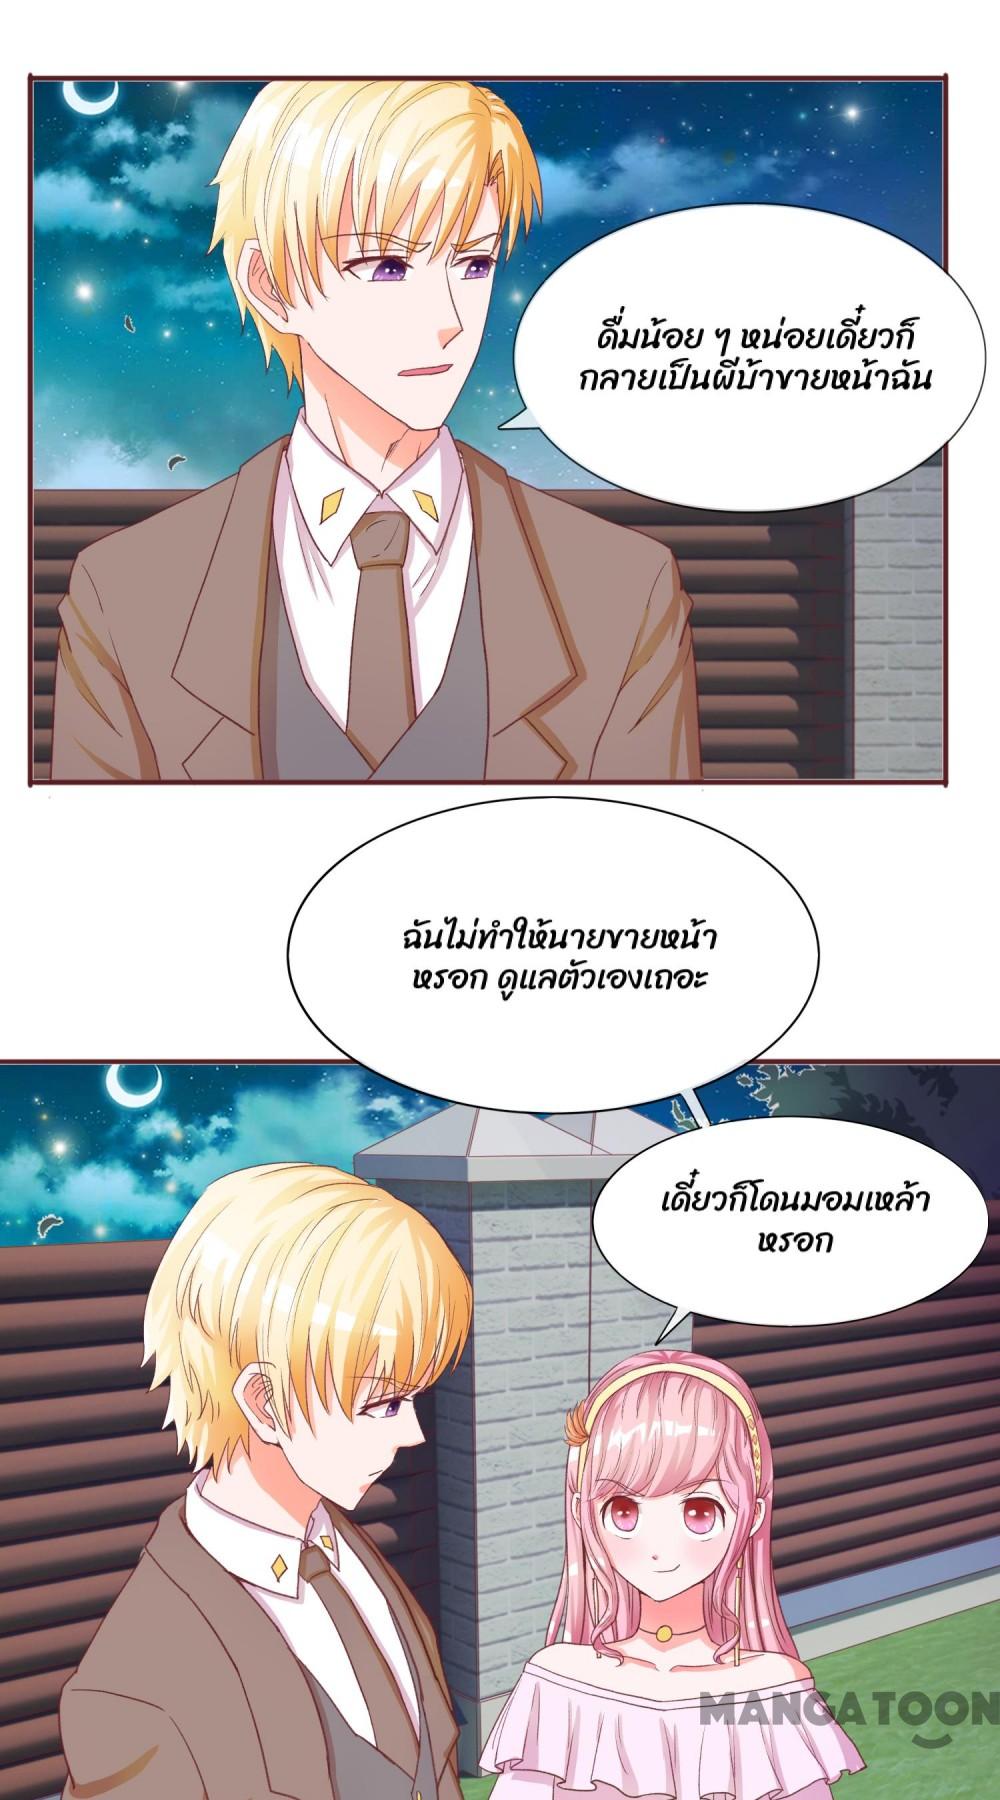 ดื่มน้อย ๆ หน่อยเดี๋ยวก็
กลายเป็นผีบ้าขายหน้าฉัน
ฉันไม่ทำให้นายขายหน้า
หรอก ดูแลตัวเองเถอะ
เดี๋ยวก็โดนมอมเหล้า
หรอก
MANGATOON